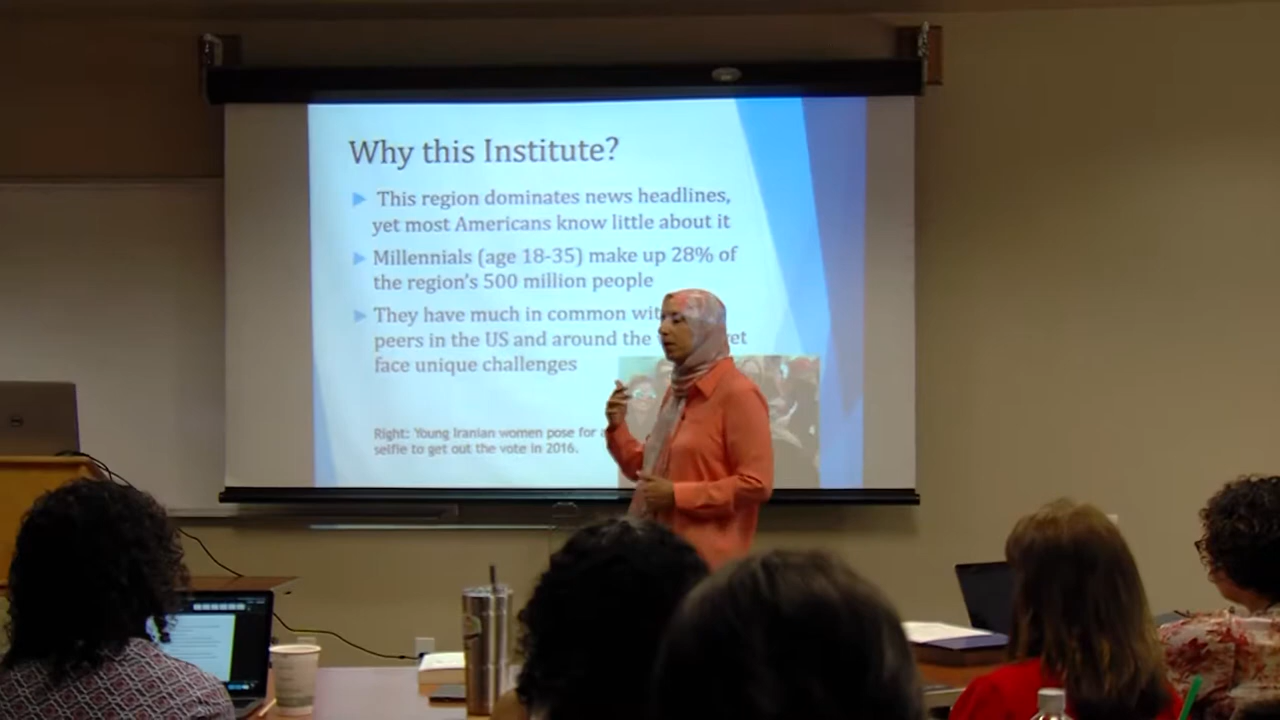 Why this Institute?
This region dominates news headlines,
yet most Americans know little about it
Millennials (age 18-35) make up 28% of
the region's 500 million people
They have much in common
peers in the US and around the
face unique challenges
Right: Young Iranian women pose for
selfie to get out the vote in 2016.